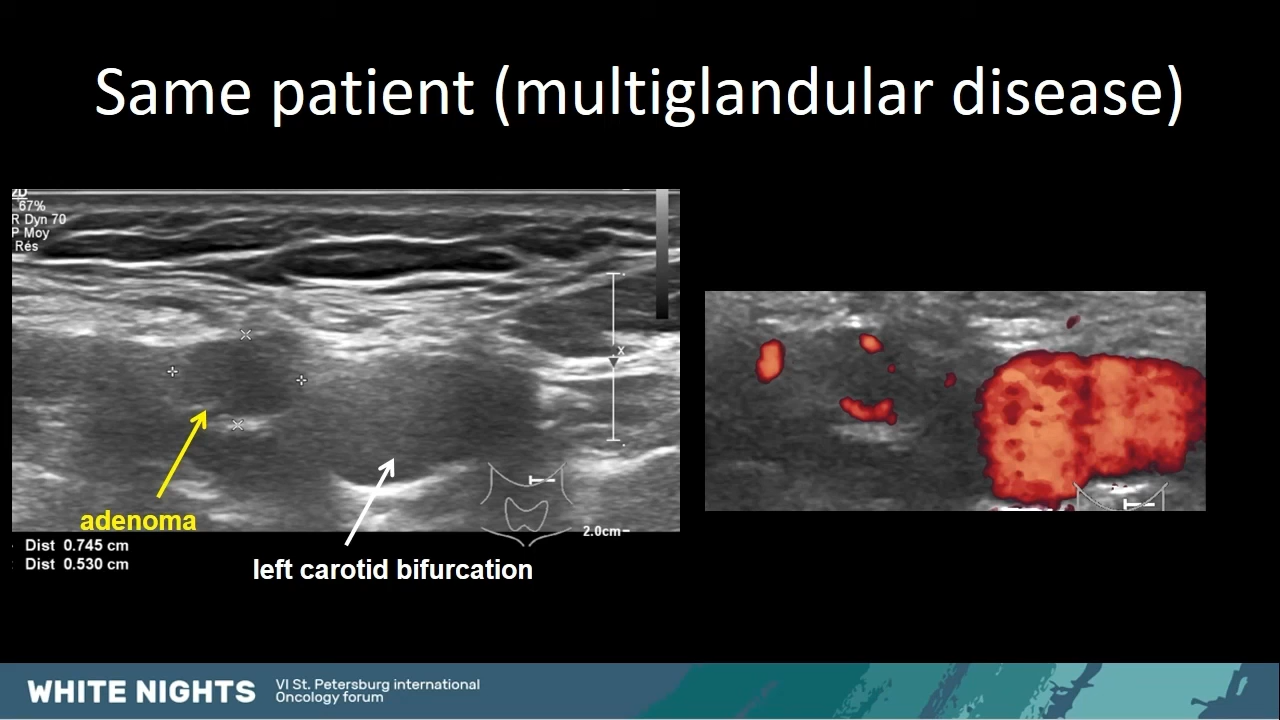 Same patient (multiglandular disease)
2D
67%
R Dyn 70
P Moy
Rés
x
adenoma
2.0cm
Dist 0.745 cm
Dist 0.530 cm
left carotid bifurcation
WHITE NIGHTS
VI St. Petersburg international
Oncology forum